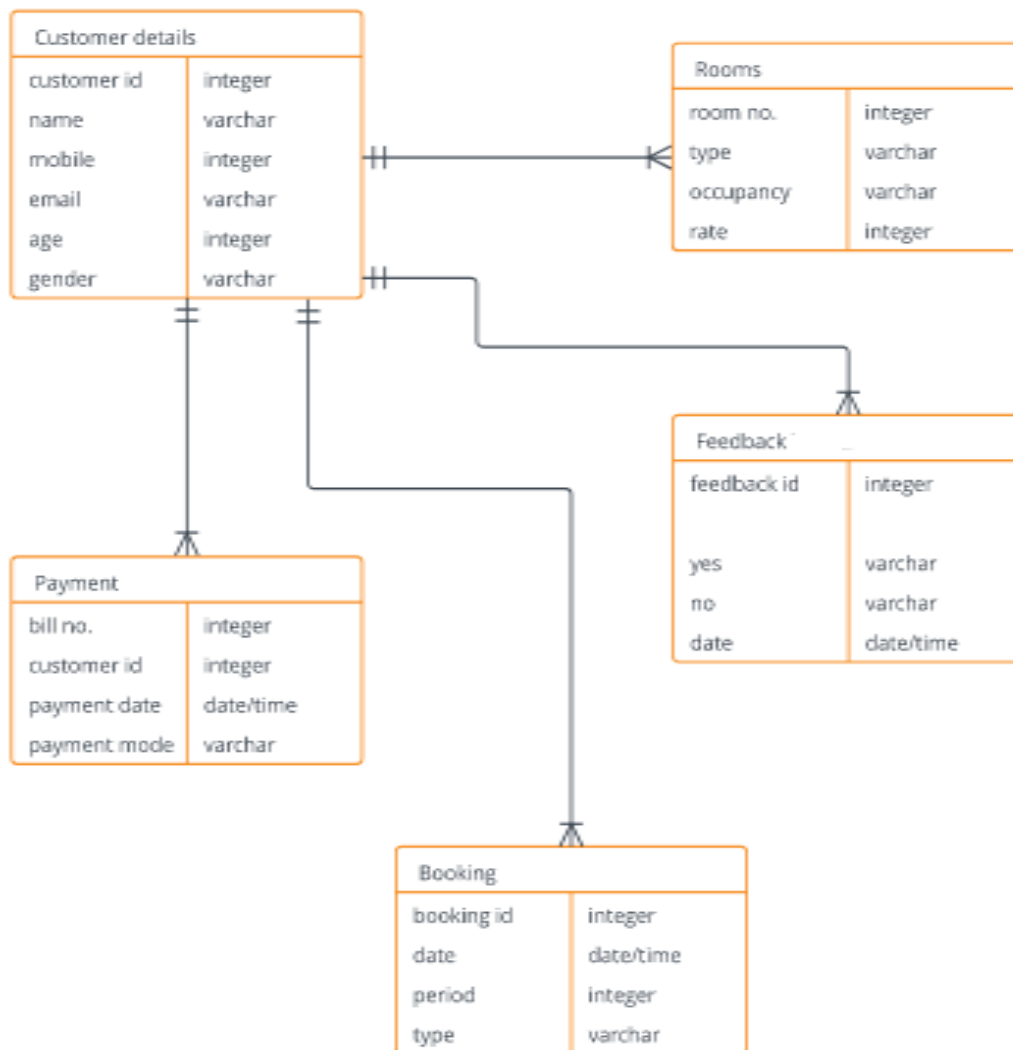 Customer details
customer id integer
name varchar
mobile integer
email varchar
age integer
gender varchar
Rooms
room no. integer
type varchar
occupancy varchar
rate integer
Feedback
feedback id integer
yes varchar
no varchar
date date/time
Payment
bill no. integer
customer id integer
payment date date/time
payment mode varchar
Booking
booking id integer
date date/time
period integer
type varchar